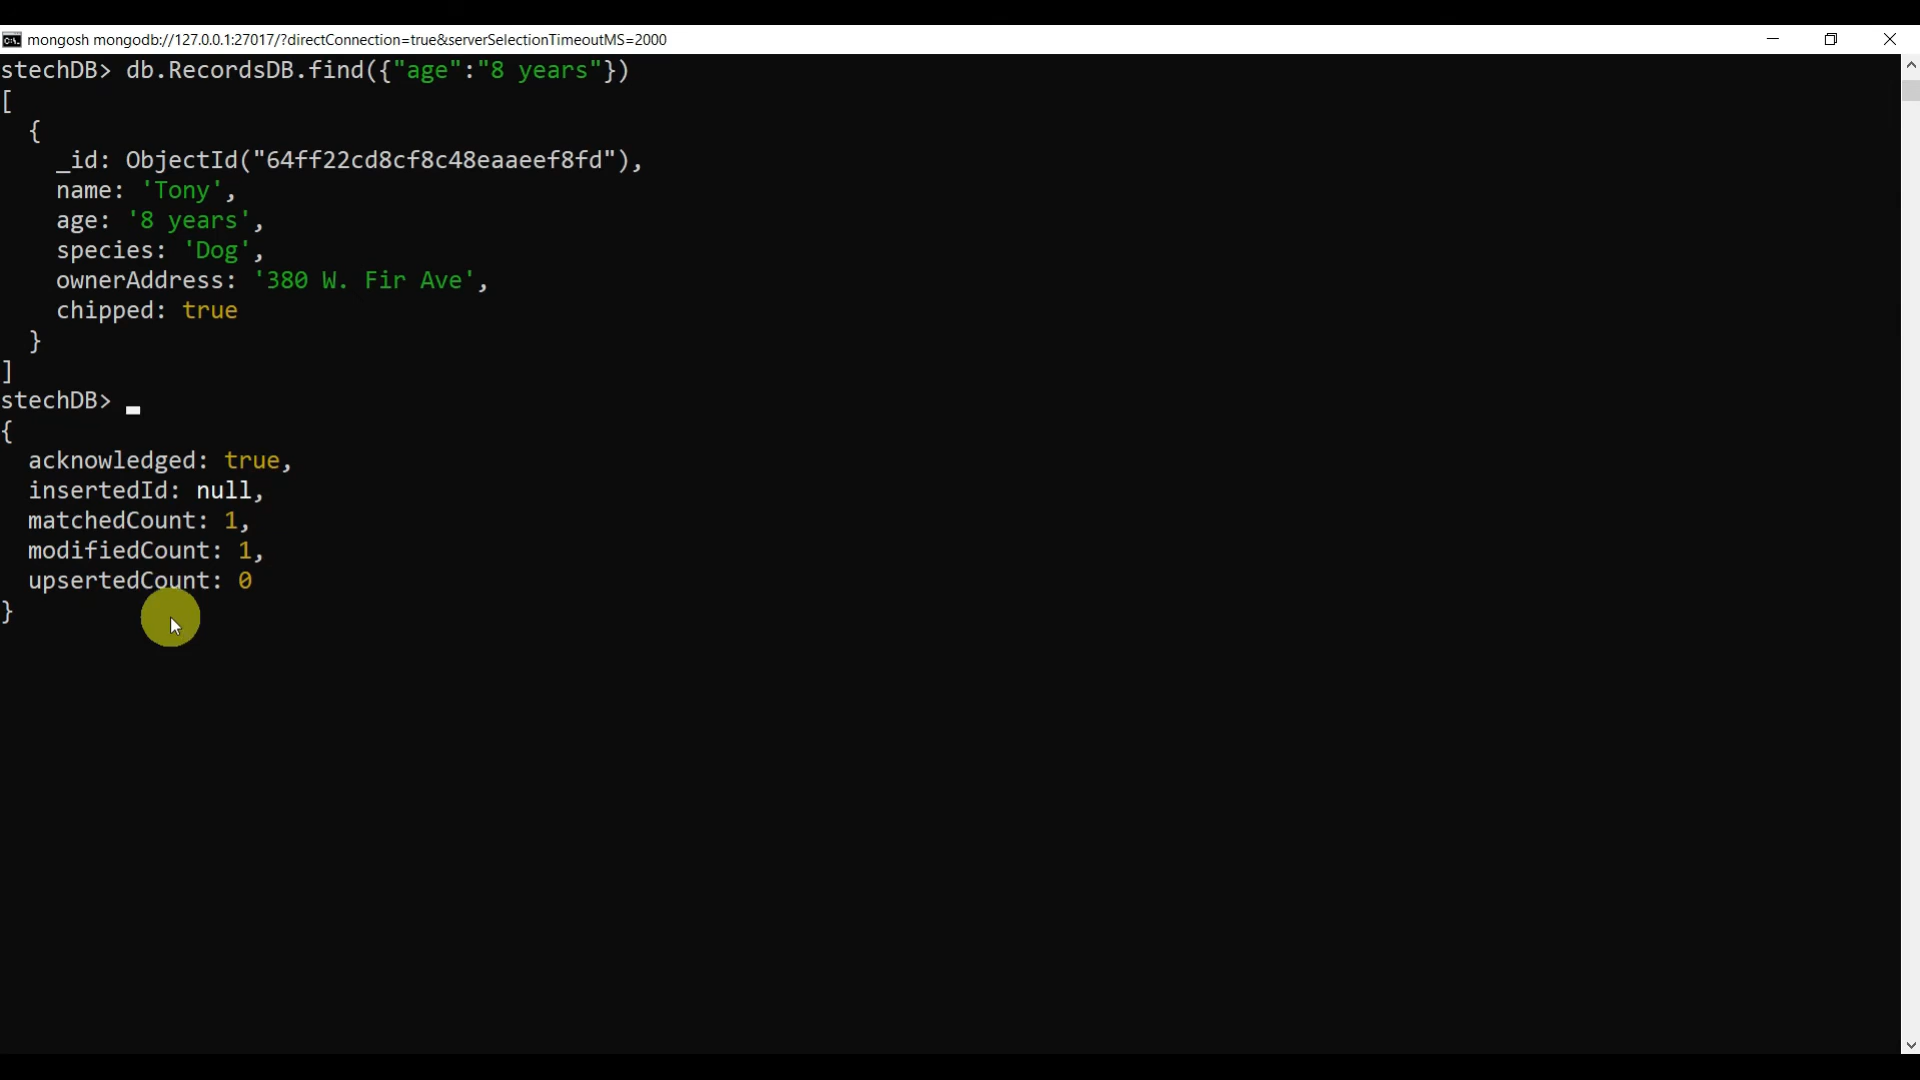 mongosh mongodb://127.0.0.1:27017/?directConnection=true&serverSelectionTimeoutMS=2000
stechDB> db.RecordsDB.find({"age":"8 years"})
[
  {
    _id: ObjectId("64ff22cd8cf8c48eaaeef8fd"),
    name: 'Tony',
    age: '8 years',
    species: 'Dog',
    ownerAddress: '380 W. Fir Ave',
    chipped: true
  }
]
stechDB>
{
  acknowledged: true,
  insertedId: null,
  matchedCount: 1,
  modifiedCount: 1,
  upsertedCount: 0
}